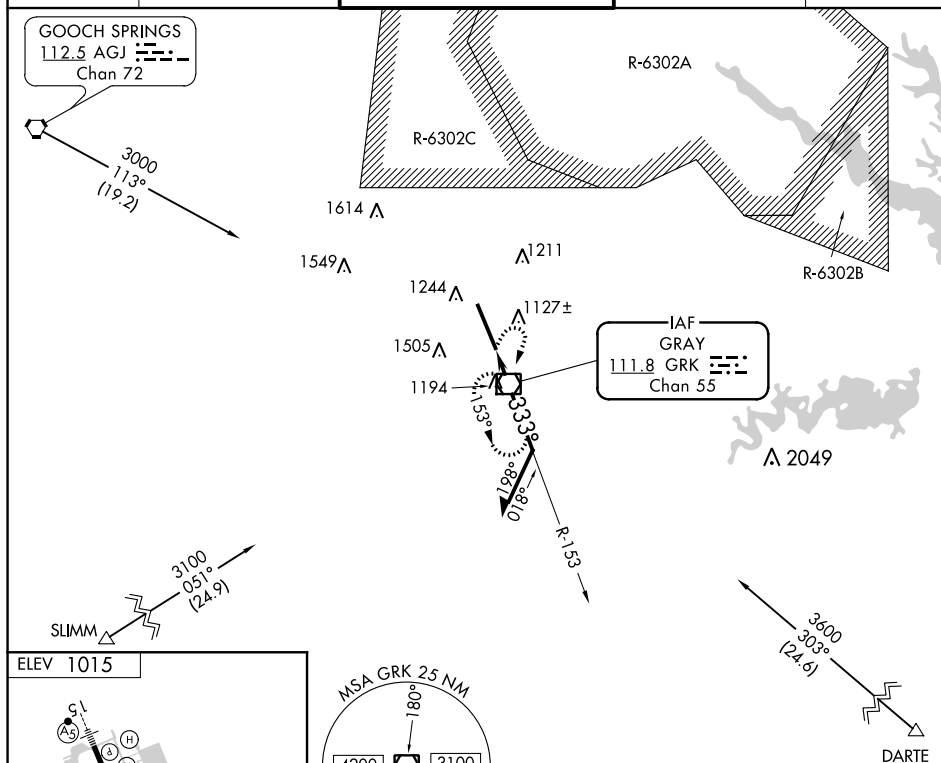 GOOCH SPRINGS
112.5 AGJ
Chan 72
R-6302A
R-6302C
R-6302B
3000
113°
(19.2)
1614
1549
1211
1244
1127±
1505
1194
IAF
GRAY
111.8 GRK
Chan 55
333°
153°
2049
198°
018°
R-153
3100
051°
(24.9)
SLIMM
3600
303°
(24.6)
DARTE
ELEV 1015
15
A5
P
H
MSA GRK 25 NM
180°
4200
3100